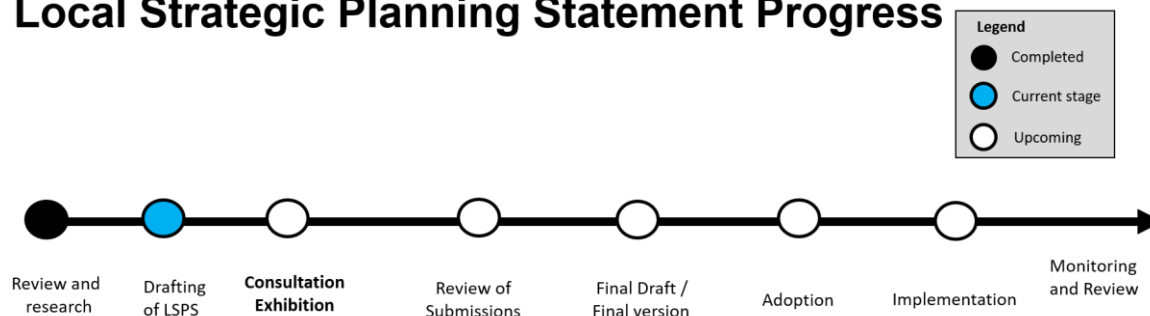 Local Strategic Planning Statement Progress
Legend
Completed
Current stage
Upcoming
Review and
research
Drafting
of LSPS
Consultation
Exhibition
Review of
Submissions
Final Draft /
Final version
Adoption
Implementation
Monitoring
and Review